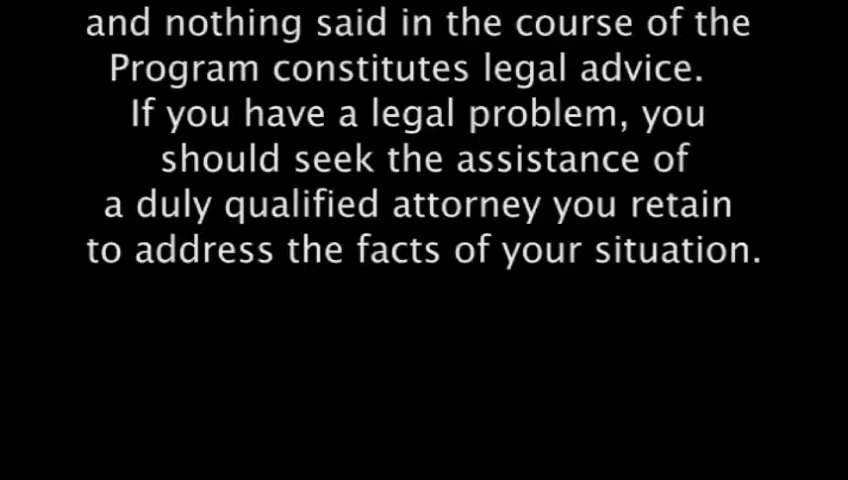 and nothing said in the course of the
Program constitutes legal advice.
If you have a legal problem, you
should seek the assistance of
a duly qualified attorney you retain
to address the facts of your situation.